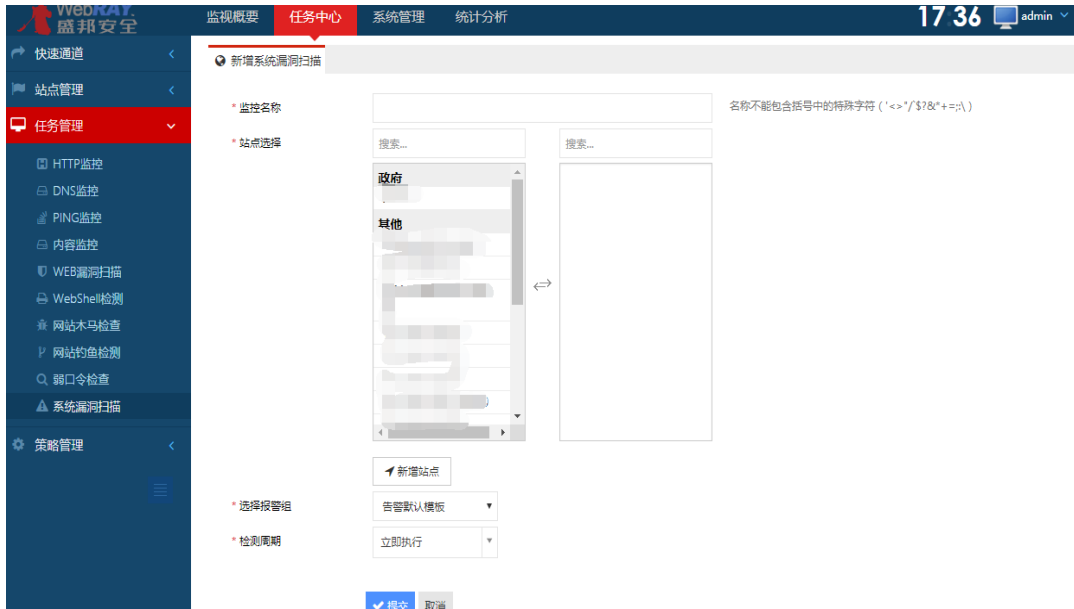 WebRAY.
盛邦安全
监视概要 任务中心 系统管理 统计分析 17:36 admin
快速通道
站点管理
任务管理
HTTP监控
DNS监控
PING监控
内容监控
WEB漏洞扫描
WebShell检测
网站木马检查
网站钓鱼检测
弱口令检查
系统漏洞扫描
策略管理
新增系统漏洞扫描
* 监控名称 名称不能包含括号中的特殊字符 ( '<>"/`$?&*+=;:\ )
* 站点选择 搜索... 搜索...
政府
其他
新增站点
* 选择报警组 告警默认模板
* 检测周期 立即执行
提交 取消